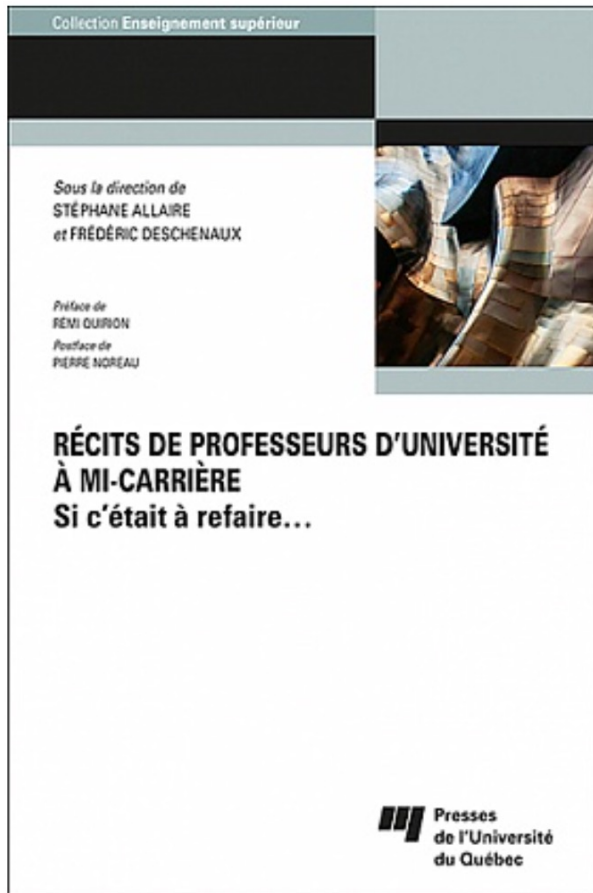 Collection Enseignement supérieur
Sous la direction de
STÉPHANE ALLAIRE
et FRÉDÉRIC DESCHENAUX
Préface de
RÉMI QUIRION
Postface de
PIERRE NOREAU
RÉCITS DE PROFESSEURS D'UNIVERSITÉ
À MI-CARRIÈRE
Si c'était à refaire...
Presses
de l'Université
du Québec